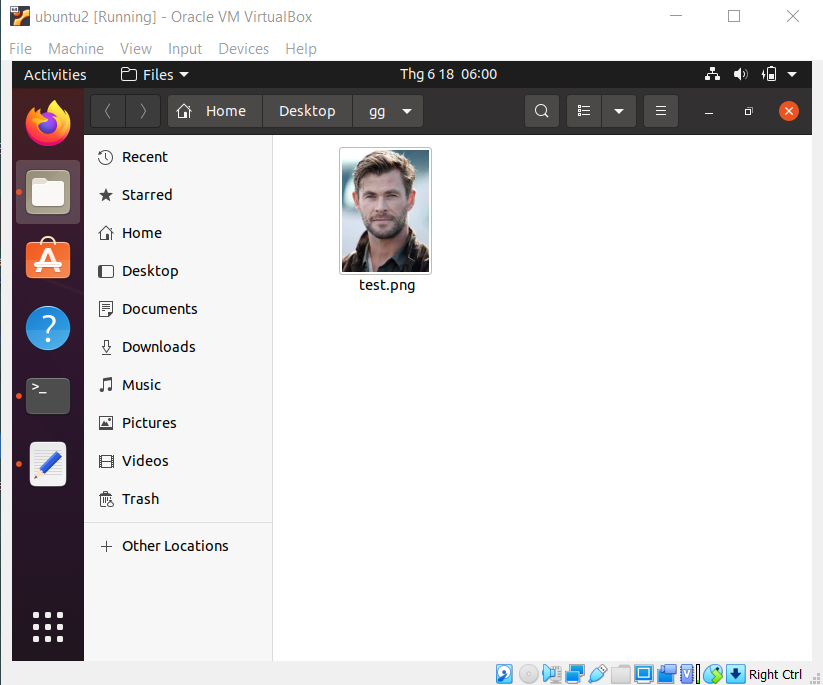 ubuntu2 [Running] - Oracle VM VirtualBox
File Machine View Input Devices Help
Activities Files Thg 6 18 06:00
Home Desktop gg
Recent
Starred
Home
Desktop
Documents
Downloads
Music
Pictures
Videos
Trash
Other Locations
test.png
Right Ctrl